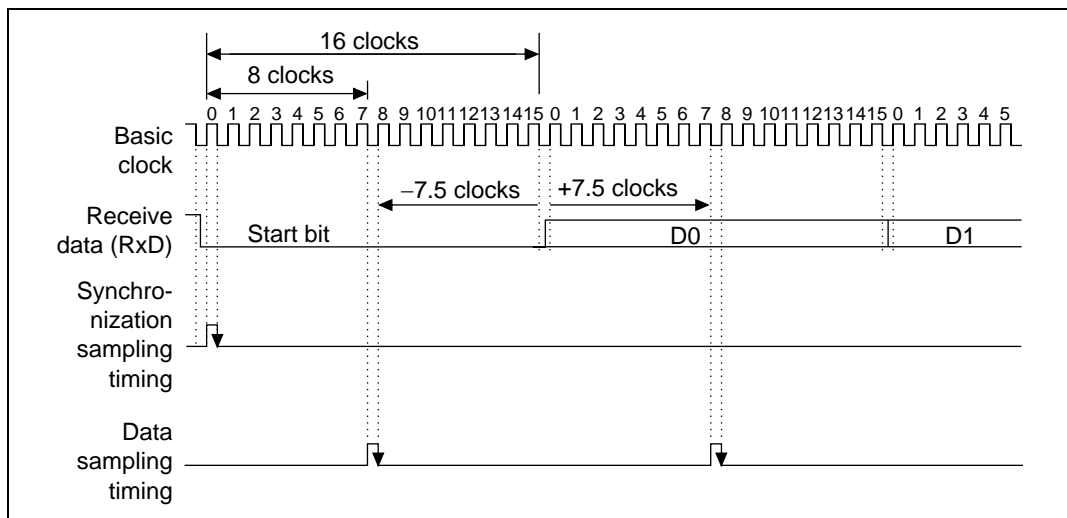 16 clocks
8 clocks
0 1 2 3 4 5 6 7 8 9 10 11 12 13 14 15 0 1 2 3 4 5 6 7 8 9 10 11 12 13 14 15 0 1 2 3 4 5
Basic
clock
−7.5 clocks +7.5 clocks
Receive
data (RxD)
Start bit D0 D1
Synchro-
nization
sampling
timing
Data
sampling
timing